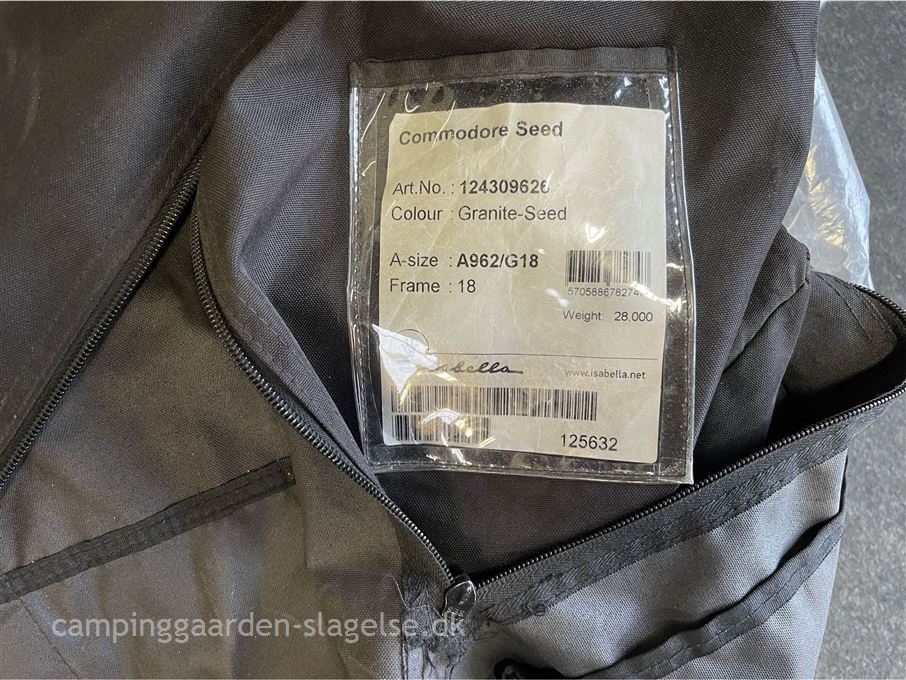 Commodore Seed
Art.No. : 124309626
Colour : Granite-Seed
A-size : A962/G18
Frame : 18
Weight: 28,000
isabella
www.isabella.net
125632
campinggaarden-slagelse.dk